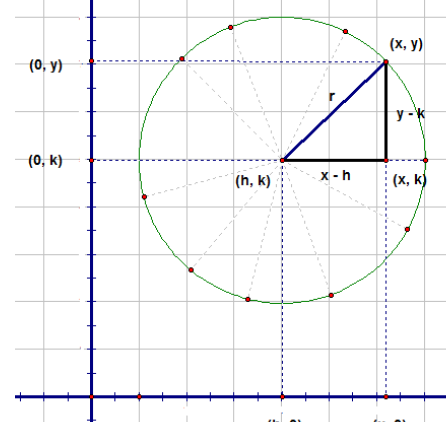 (x, y)
(0, y)
r
y - k
(0, k)
(h, k)
x - h
(x, k)